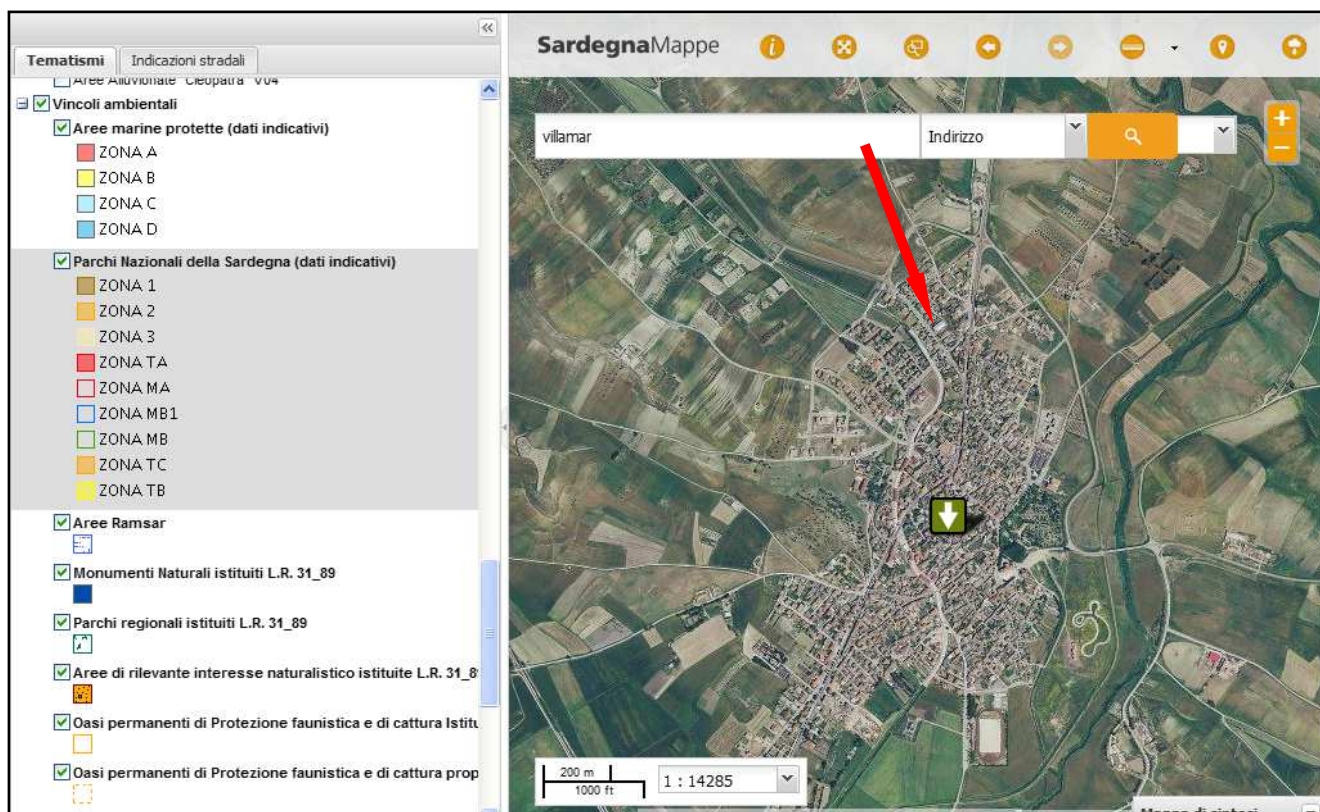 SardegnaMappe
Tematismi
Indicazioni stradali
Aree Alluvionate "Cleopatra" V04
Vincoli ambientali
Aree marine protette (dati indicativi)
ZONA A
ZONA B
ZONA C
ZONA D
Parchi Nazionali della Sardegna (dati indicativi)
ZONA 1
ZONA 2
ZONA 3
ZONA TA
ZONA MA
ZONA MB1
ZONA MB
ZONA TC
ZONA TB
Aree Ramsar
Monumenti Naturali istituiti L.R. 31_89
Parchi regionali istituiti L.R. 31_89
Aree di rilevante interesse naturalistico istituite L.R. 31_8
Oasi permanenti di Protezione faunistica e di cattura Istitu
Oasi permanenti di Protezione faunistica e di cattura prop
villamar
Indirizzo
200 m
1000 ft
1 : 14285